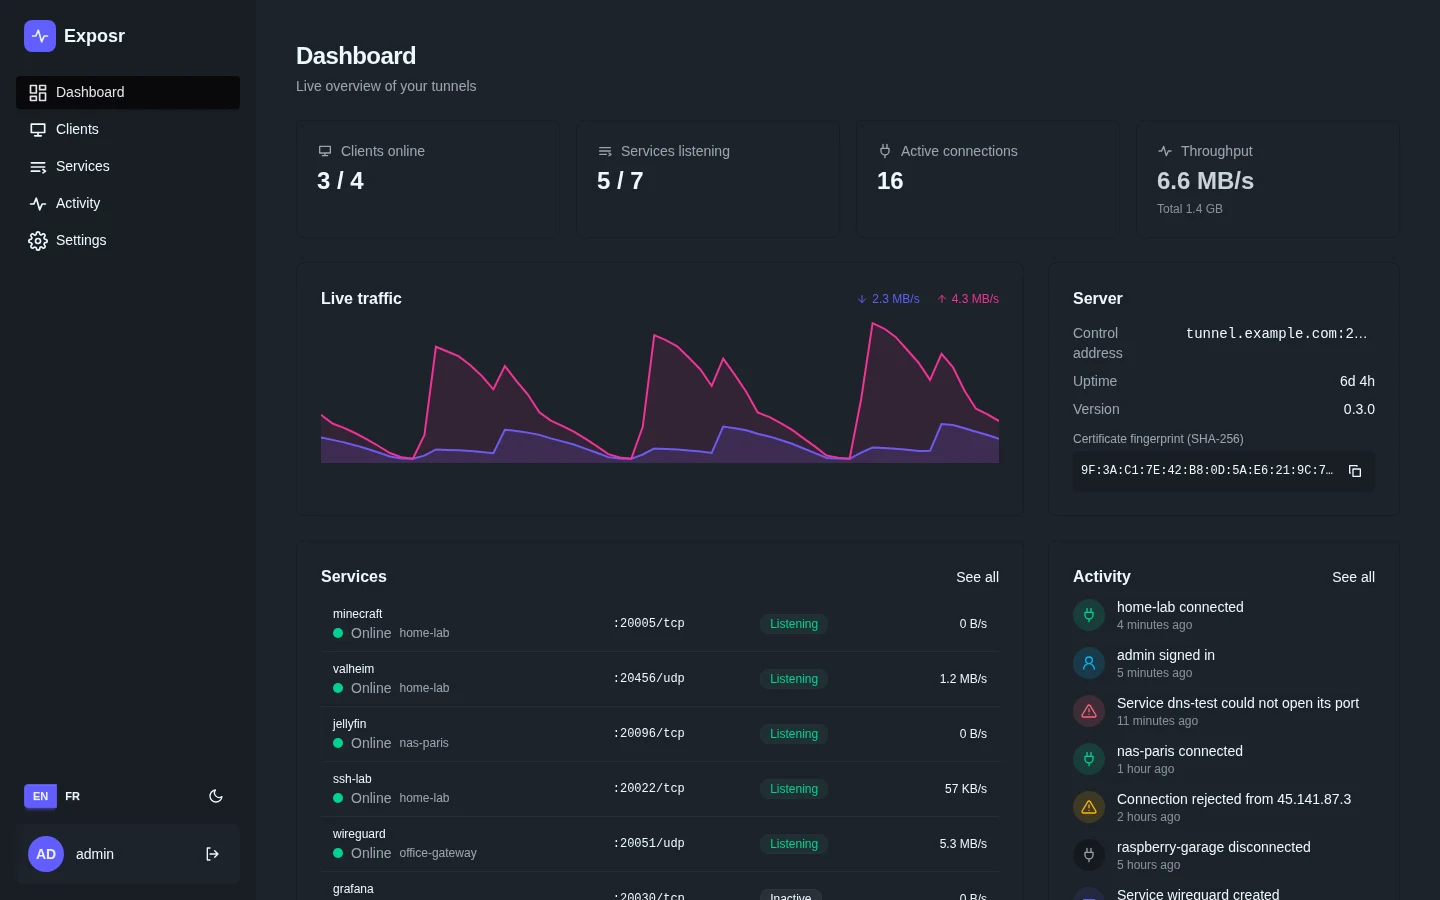 Exposr
Dashboard
Clients
Services
Activity
Settings
EN FR
AD admin
Dashboard
Live overview of your tunnels
Clients online
3 / 4
Services listening
5 / 7
Active connections
16
Throughput
6.6 MB/s
Total 1.4 GB
Live traffic
2.3 MB/s 4.3 MB/s
Server
Control address tunnel.example.com:2…
Uptime 6d 4h
Version 0.3.0
Certificate fingerprint (SHA-256)
9F:3A:C1:7E:42:B8:0D:5A:E6:21:9C:7…
Services See all
minecraft
Online home-lab :20005/tcp Listening 0 B/s
valheim
Online home-lab :20456/udp Listening 1.2 MB/s
jellyfin
Online nas-paris :20096/tcp Listening 0 B/s
ssh-lab
Online home-lab :20022/tcp Listening 57 KB/s
wireguard
Online office-gateway :20051/udp Listening 5.3 MB/s
grafana
:20030/tcp Inactive 0 B/s
Activity See all
home-lab connected
4 minutes ago
admin signed in
5 minutes ago
Service dns-test could not open its port
11 minutes ago
nas-paris connected
1 hour ago
Connection rejected from 45.141.87.3
2 hours ago
raspberry-garage disconnected
5 hours ago
Service wireguard created